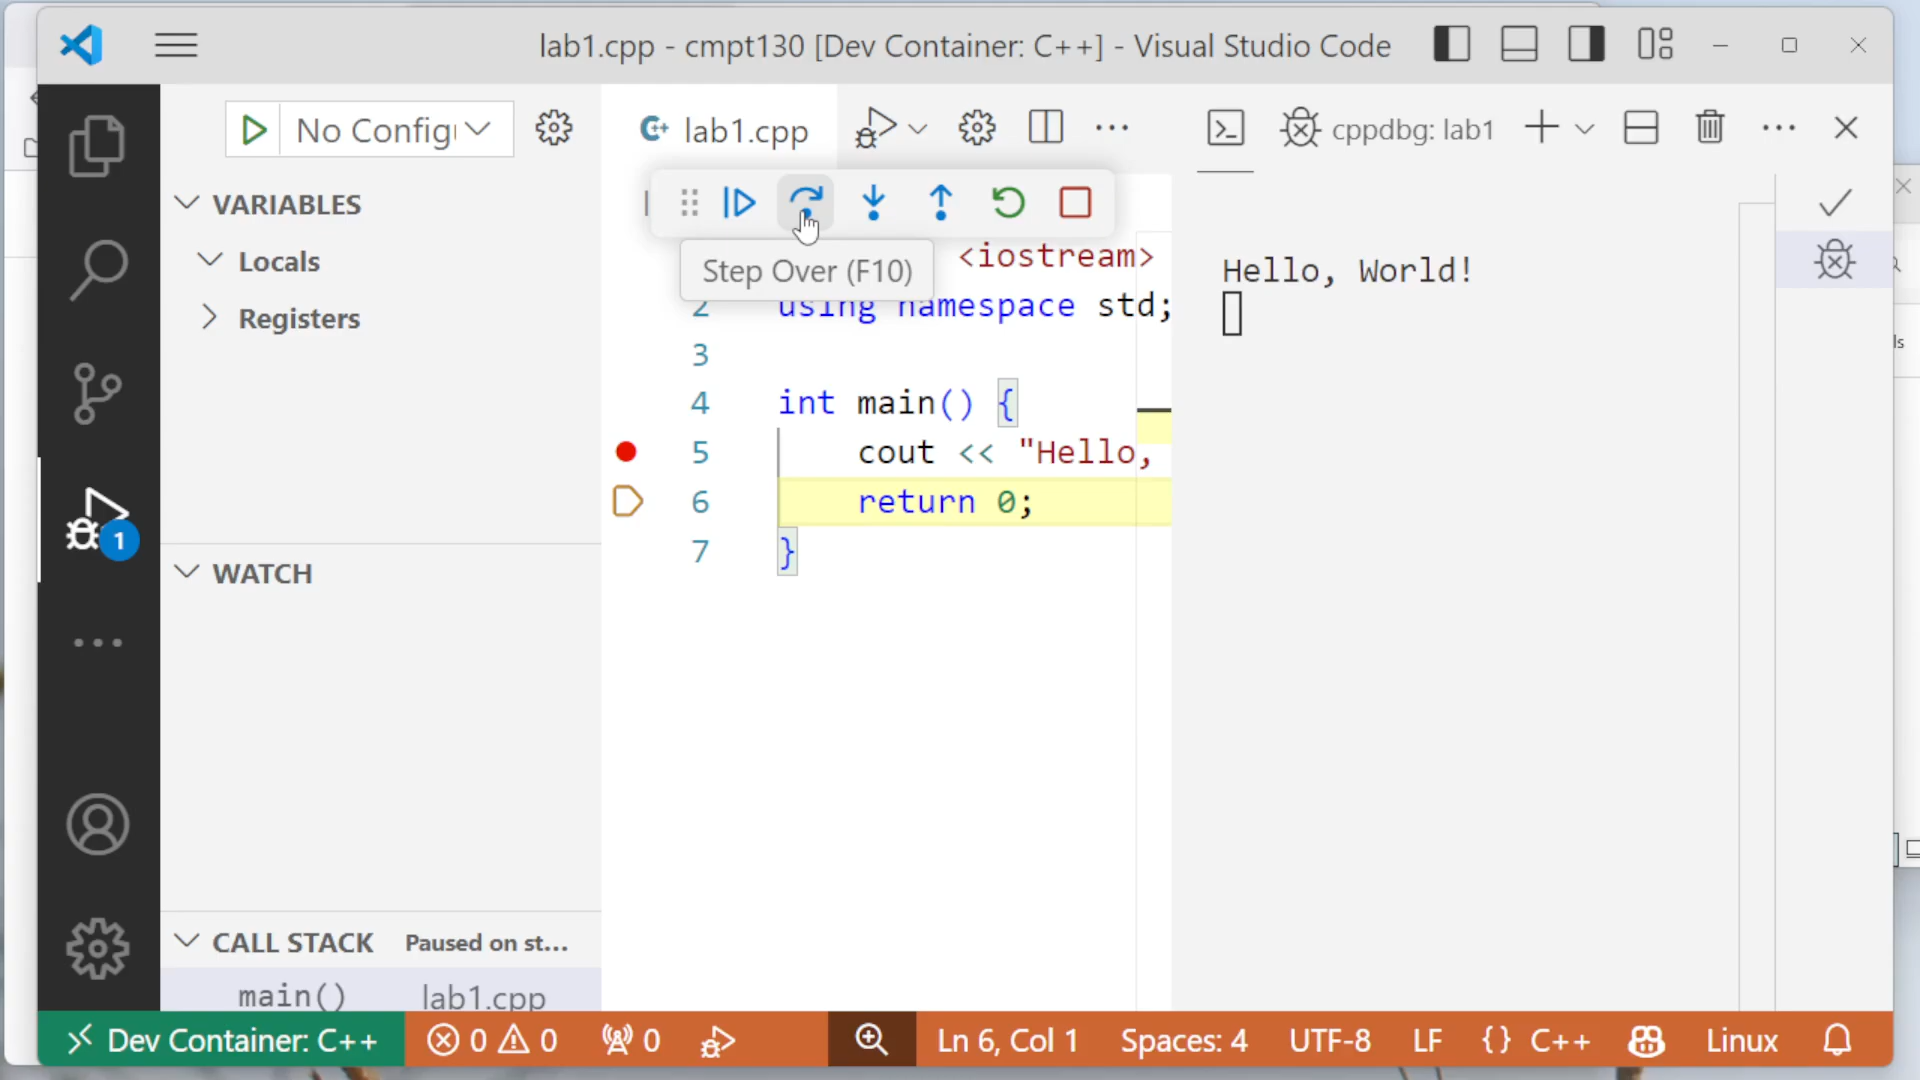 lab1.cpp - cmpt130 [Dev Container: C++] - Visual Studio Code
No Config
VARIABLES
Locals
Registers
WATCH
CALL STACK Paused on st...
main() lab1.cpp
lab1.cpp
Step Over (F10)
<iostream>
2 using namespace std;
3
4 int main() {
5 cout << "Hello,
6 return 0;
7 }
cppdbg: lab1
Hello, World!
1
ls
Dev Container: C++ 0 0 0 Ln 6, Col 1 Spaces: 4 UTF-8 LF {} C++ Linux